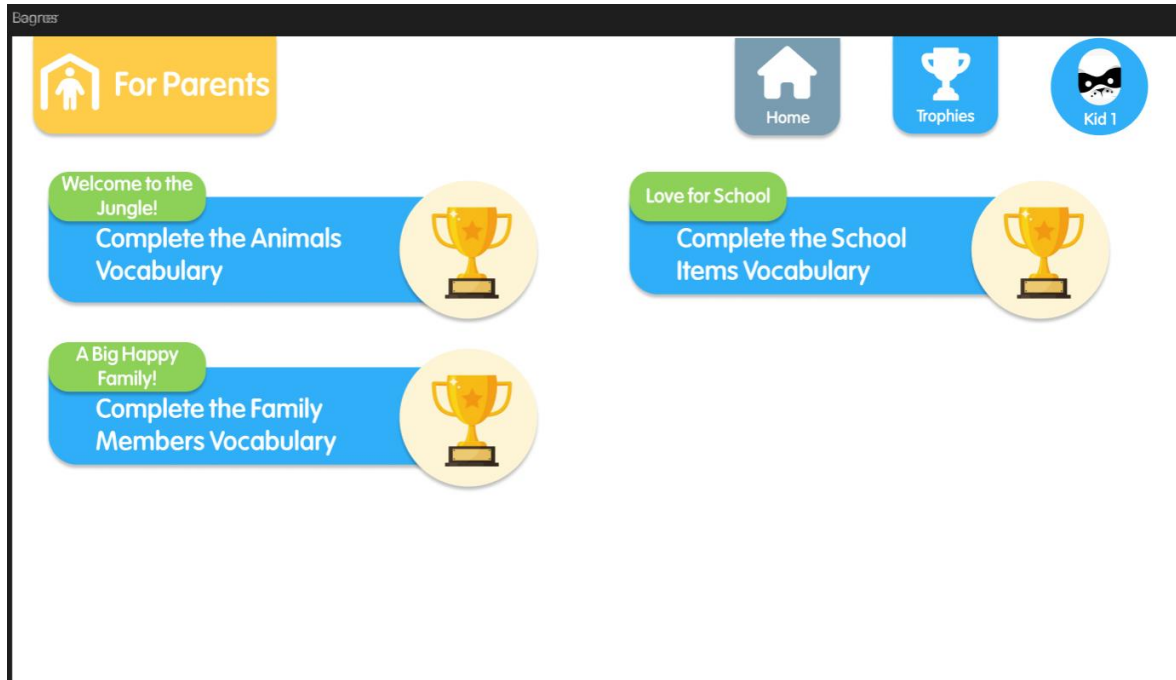 For Parents
Home
Trophies
Kid 1
Welcome to the
Jungle!
Complete the Animals
Vocabulary
Love for School
Complete the School
Items Vocabulary
A Big Happy
Family!
Complete the Family
Members Vocabulary